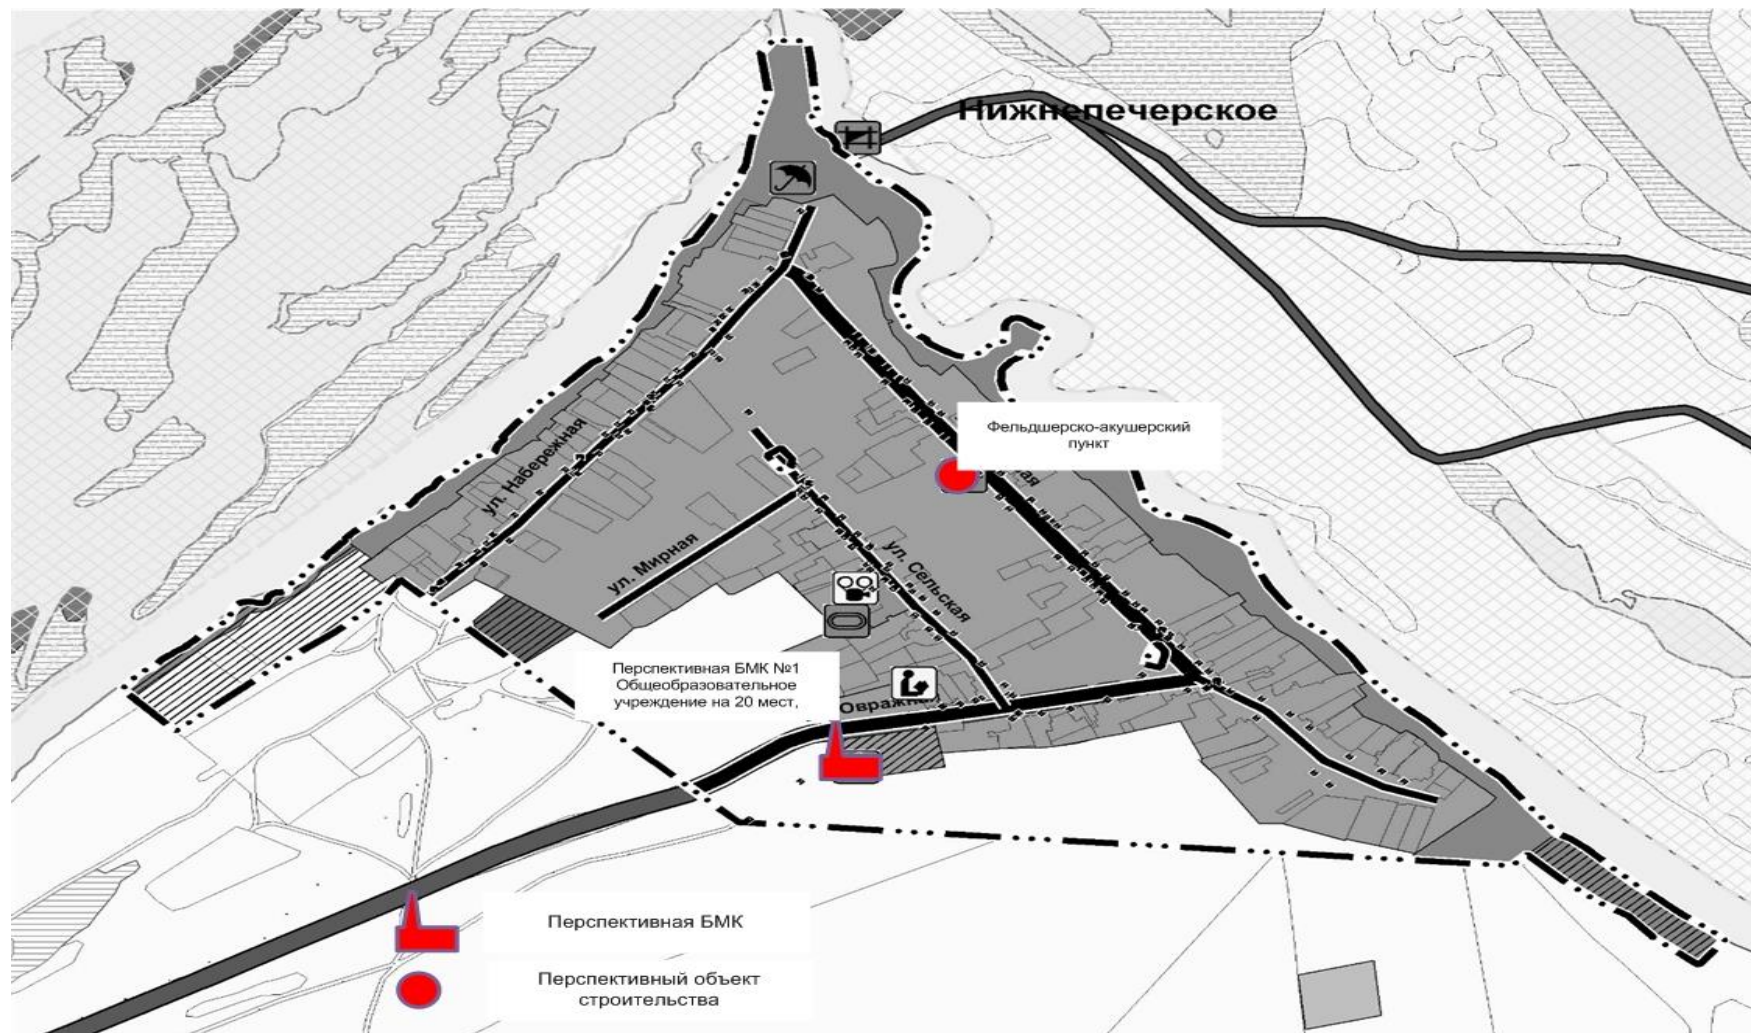 Нижнепечерское
Фельдшерско-акушерский
пункт
ул. Набережная
ул. Мирная
ул. Сельская
Перспективная БМК №1
Общеобразовательное
учреждение на 20 мест,
Овражная
Перспективная БМК
Перспективный объект
строительства